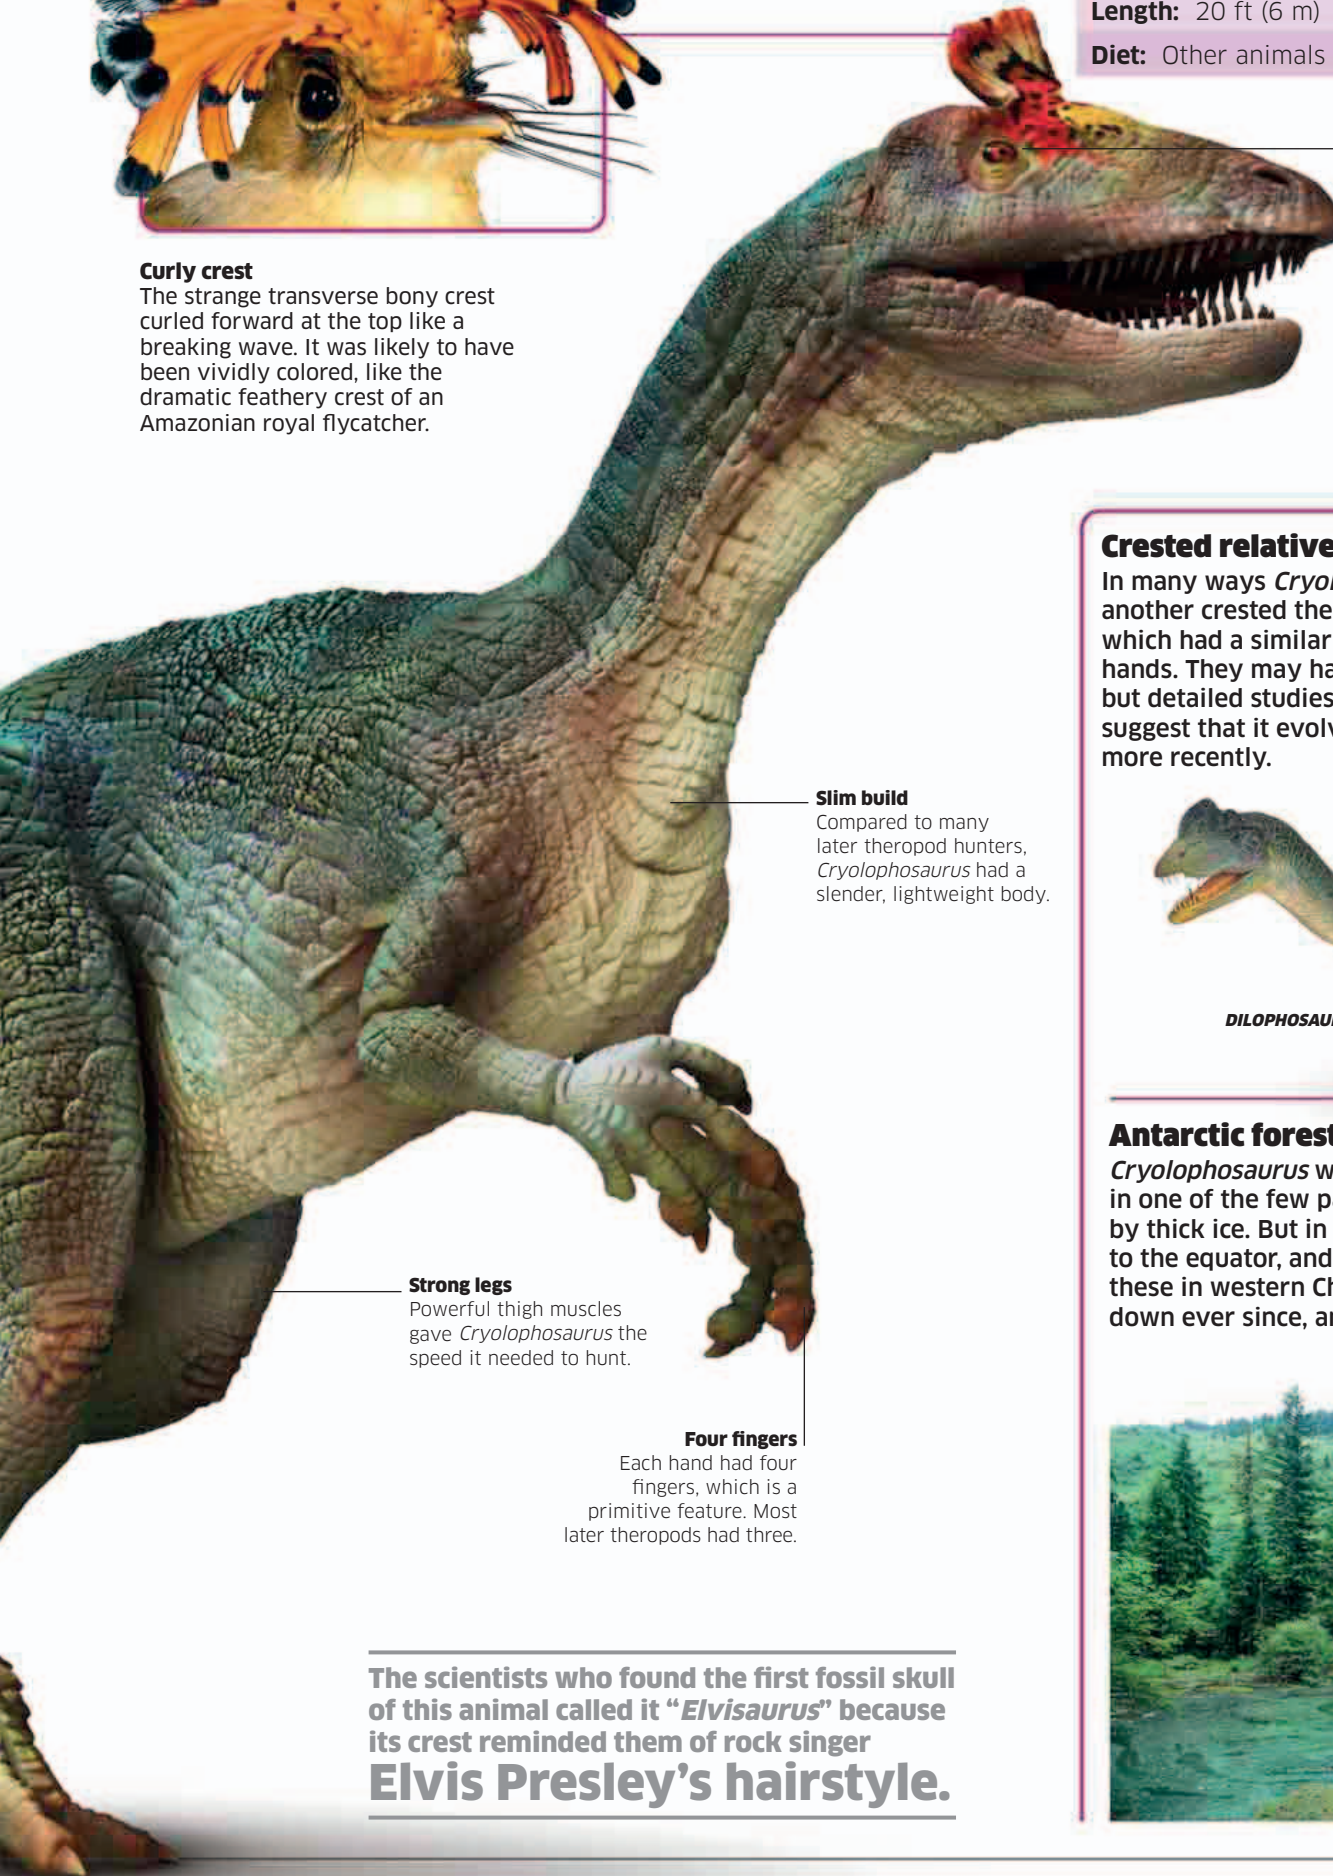 Length: 20 ft (6 m)
Diet: Other animals
Curly crest
The strange transverse bony crest
curled forward at the top like a
breaking wave. It was likely to have
been vividly colored, like the
dramatic feathery crest of an
Amazonian royal flycatcher.
Slim build
Compared to many
later theropod hunters,
Cryolophosaurus had a
slender, lightweight body.
Strong legs
Powerful thigh muscles
gave Cryolophosaurus the
speed it needed to hunt.
Four fingers
Each hand had four
fingers, which is a
primitive feature. Most
later theropods had three.
The scientists who found the first fossil skull
of this animal called it “Elvisaurus” because
its crest reminded them of rock singer
Elvis Presley’s hairstyle.
Crested relative
In many ways Cryol
another crested the
which had a similar
hands. They may ha
but detailed studies
suggest that it evolv
more recently.
DILOPHOSAU
Antarctic forest
Cryolophosaurus w
in one of the few p
by thick ice. But in
to the equator, and
these in western Ch
down ever since, a